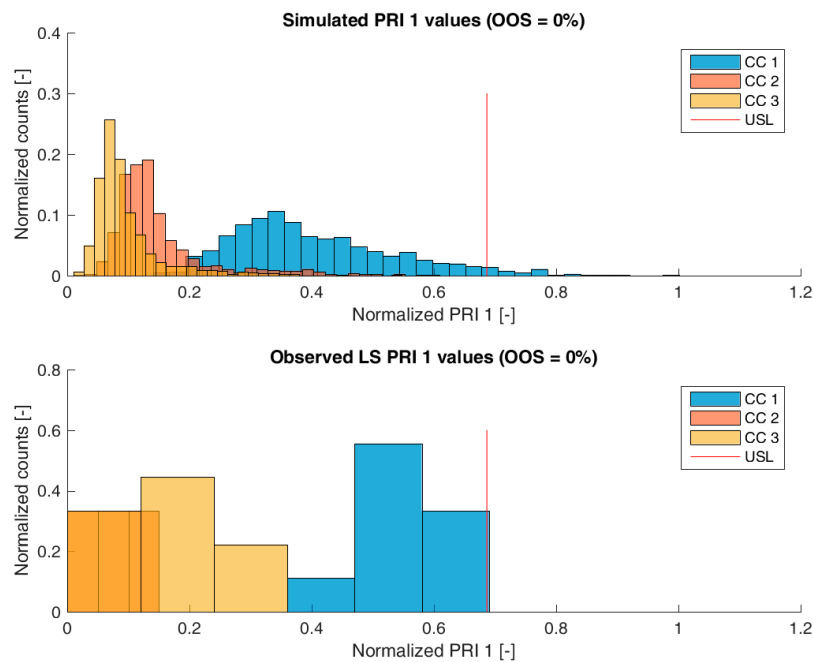 Simulated PRI 1 values (OOS = 0%)
0.4
0.3
0.2
0.1
0
Normalized counts [-]
CC 1
CC 2
CC 3
USL
0 0.2 0.4 0.6 0.8 1 1.2
Normalized PRI 1 [-]
Observed LS PRI 1 values (OOS = 0%)
0.8
0.6
0.4
0.2
0
Normalized counts [-]
CC 1
CC 2
CC 3
USL
0 0.2 0.4 0.6 0.8 1 1.2
Normalized PRI 1 [-]